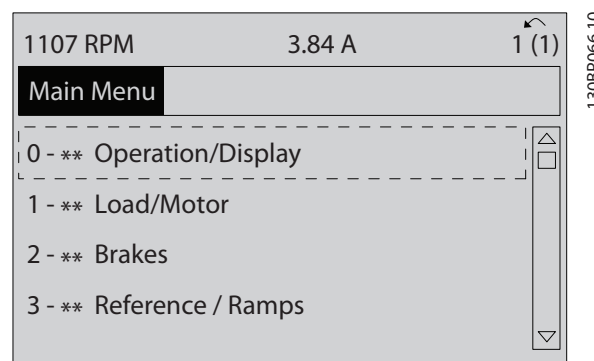 1107 RPM 3.84 A 1 (1)
Main Menu
0 - ** Operation/Display
1 - ** Load/Motor
2 - ** Brakes
3 - ** Reference / Ramps
130BP066.10